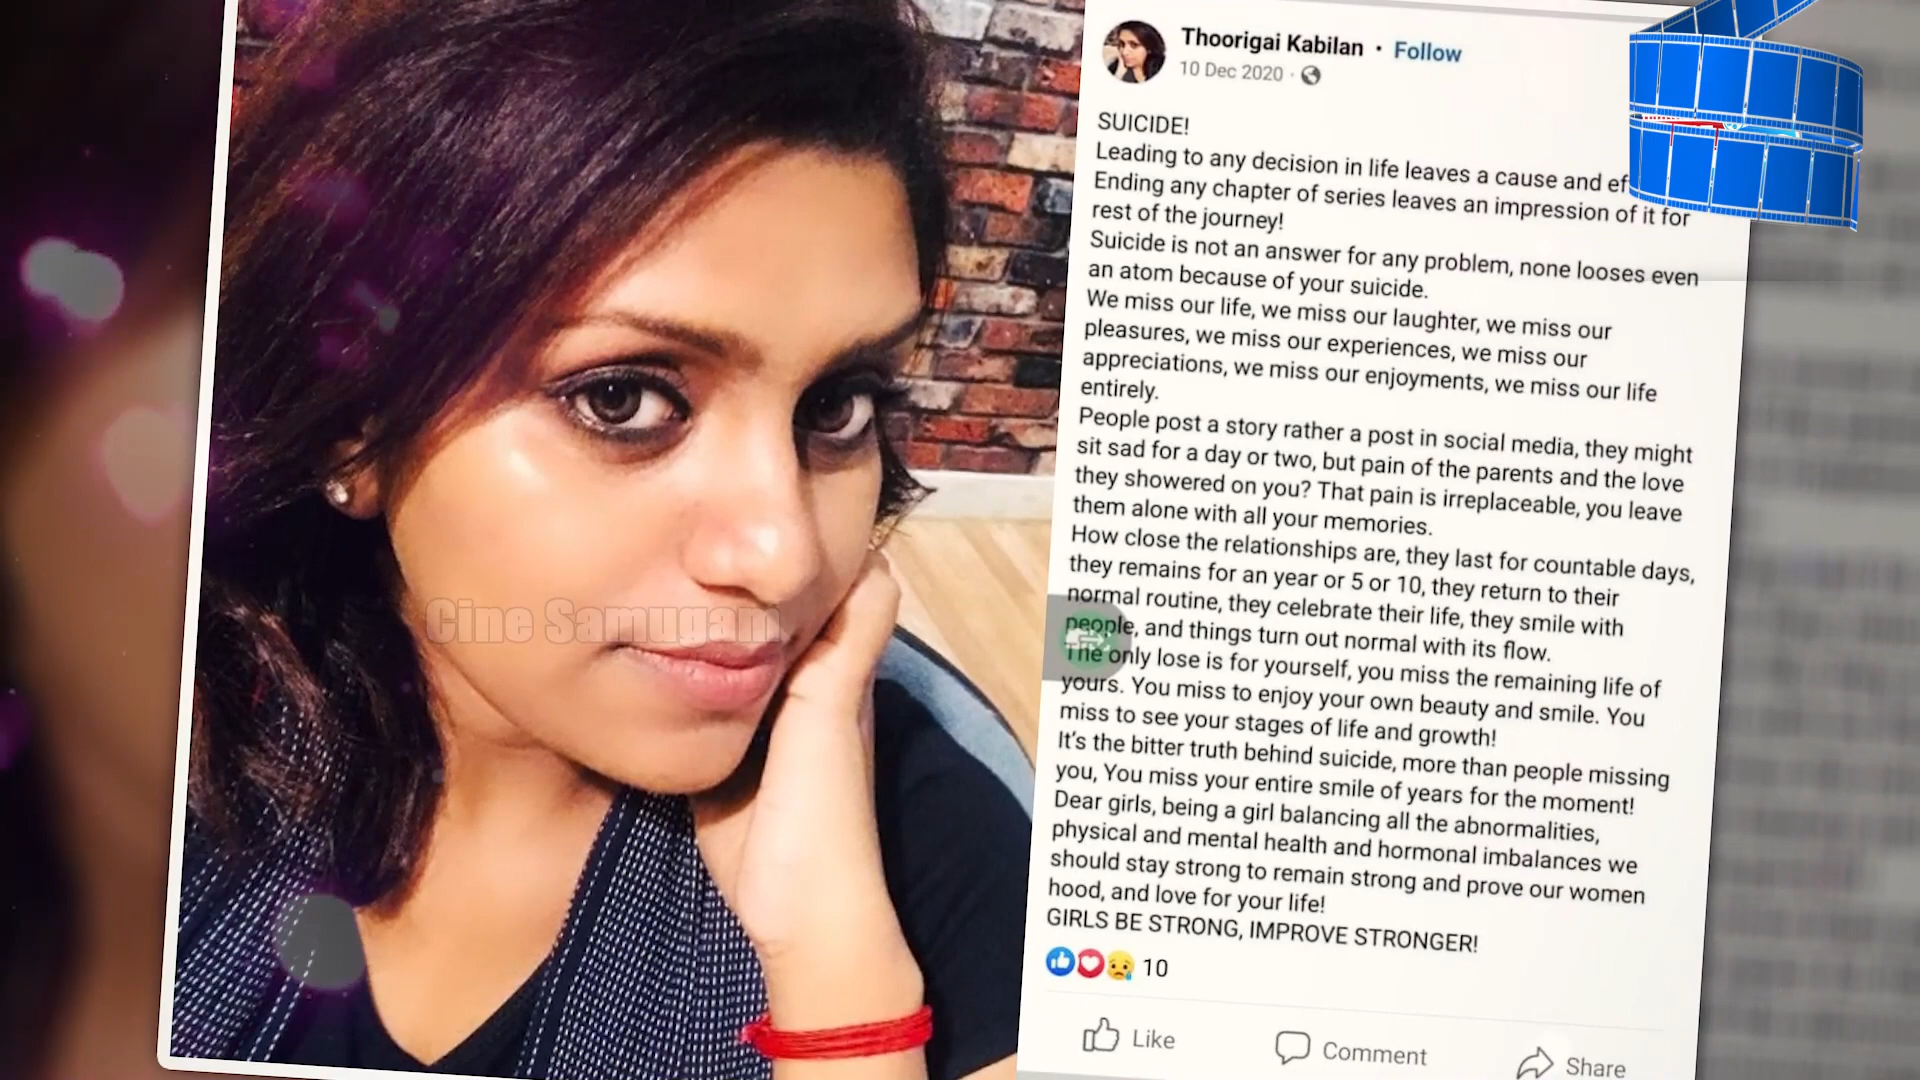 Thoorigai Kabilan · Follow
10 Dec 2020 ·
SUICIDE!
Leading to any decision in life leaves a cause and
Ending any chapter of series leaves an impression of it for
rest of the journey!
Suicide is not an answer for any problem, none looses even
an atom because of your suicide.
We miss our life, we miss our laughter, we miss our
pleasures, we miss our experiences, we miss our
appreciations, we miss our enjoyments, we miss our life
entirely.
People post a story rather a post in social media, they might
sit sad for a day or two, but pain of the parents and the love
they showered on you? That pain is irreplaceable, you leave
them alone with all your memories.
How close the relationships are, they last for countable days,
they remains for an year or 5 or 10, they return to their
normal routine, they celebrate their life, they smile with
people, and things turn out normal with its flow.
The only lose is for yourself, you miss the remaining life of
yours. You miss to enjoy your own beauty and smile. You
miss to see your stages of life and growth!
It's the bitter truth behind suicide, more than people missing
you, You miss your entire smile of years for the moment!
Dear girls, being a girl balancing all the abnormalities,
physical and mental health and hormonal imbalances we
should stay strong to remain strong and prove our women
hood, and love for your life!
GIRLS BE STRONG, IMPROVE STRONGER!
10
Like
Comment
Share
Cine Samugam